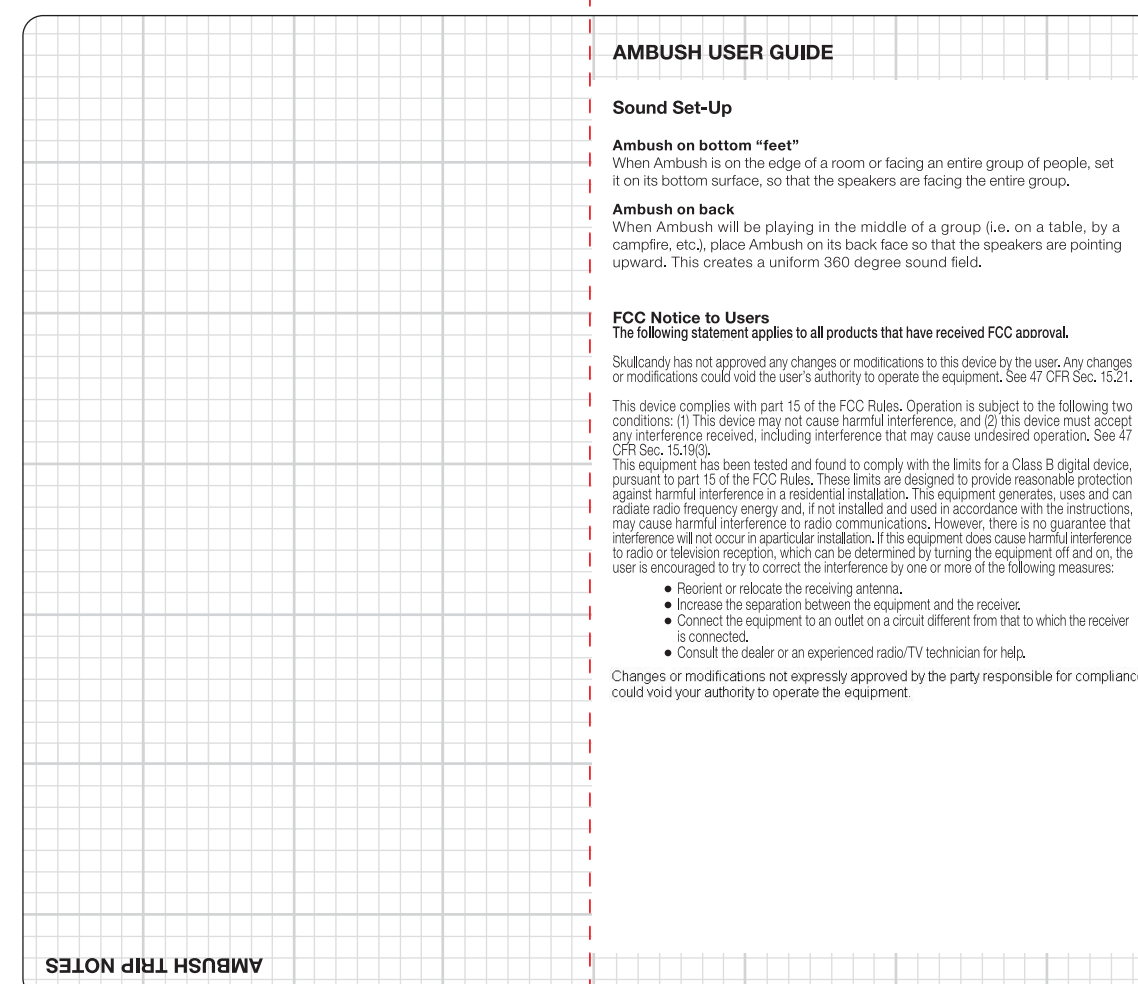 AMBUSH USER GUIDE
Sound Set-Up
Ambush on bottom “feet”
When Ambush is on the edge of a room or facing an entire group of people, set
it on its bottom surface, so that the speakers are facing the entire group.
Ambush on back
When Ambush will be playing in the middle of a group (i.e. on a table, by a
campfire, etc.), place Ambush on its back face so that the speakers are pointing
upward. This creates a uniform 360 degree sound field.
FCC Notice to Users
The following statement applies to all products that have received FCC approval.
Skullcandy has not approved any changes or modifications to this device by the user. Any changes
or modifications could void the user’s authority to operate the equipment. See 47 CFR Sec. 15.21.
This device complies with part 15 of the FCC Rules. Operation is subject to the following two
conditions: (1) This device may not cause harmful interference, and (2) this device must accept
any interference received, including interference that may cause undesired operation. See 47
CFR Sec. 15.19(3).
This equipment has been tested and found to comply with the limits for a Class B digital device,
pursuant to part 15 of the FCC Rules. These limits are designed to provide reasonable protection
against harmful interference in a residential installation. This equipment generates, uses and can
radiate radio frequency energy and, if not installed and used in accordance with the instructions,
may cause harmful interference to radio communications. However, there is no guarantee that
interference will not occur in aparticular installation. If this equipment does cause harmful interference
to radio or television reception, which can be determined by turning the equipment off and on, the
user is encouraged to try to correct the interference by one or more of the following measures:
● Reorient or relocate the receiving antenna.
● Increase the separation between the equipment and the receiver.
● Connect the equipment to an outlet on a circuit different from that to which the receiver
is connected.
● Consult the dealer or an experienced radio/TV technician for help.
Changes or modifications not expressly approved by the party responsible for compliance
could void your authority to operate the equipment.
AMBUSH TRIP NOTES